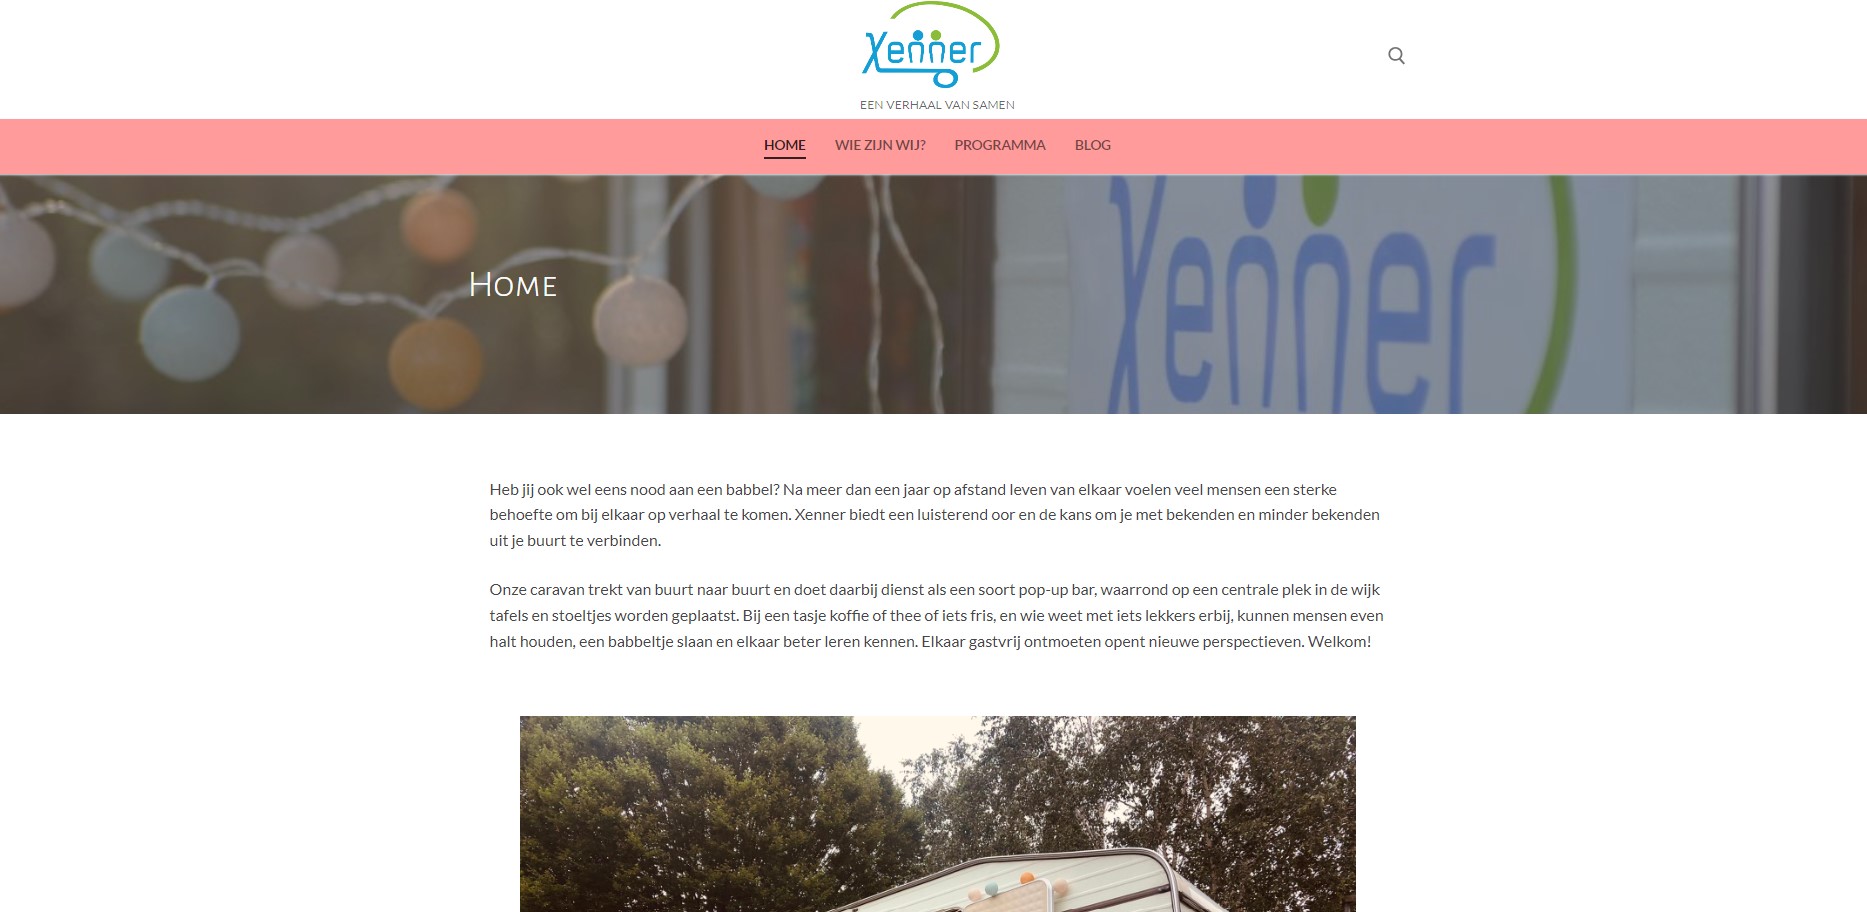 Xenner
EEN VERHAAL VAN SAMEN
HOME WIE ZIJN WIJ? PROGRAMMA BLOG
Home
Xenner
Heb jij ook wel eens nood aan een babbel? Na meer dan een jaar op afstand leven van elkaar voelen veel mensen een sterke
behoefte om bij elkaar op verhaal te komen. Xenner biedt een luisterend oor en de kans om je met bekenden en minder bekenden
uit je buurt te verbinden.
Onze caravan trekt van buurt naar buurt en doet daarbij dienst als een soort pop-up bar, waarrond op een centrale plek in de wijk
tafels en stoeltjes worden geplaatst. Bij een tasje koffie of thee of iets fris, en wie weet met iets lekkers erbij, kunnen mensen even
halt houden, een babbeltje slaan en elkaar beter leren kennen. Elkaar gastvrij ontmoeten opent nieuwe perspectieven. Welkom!